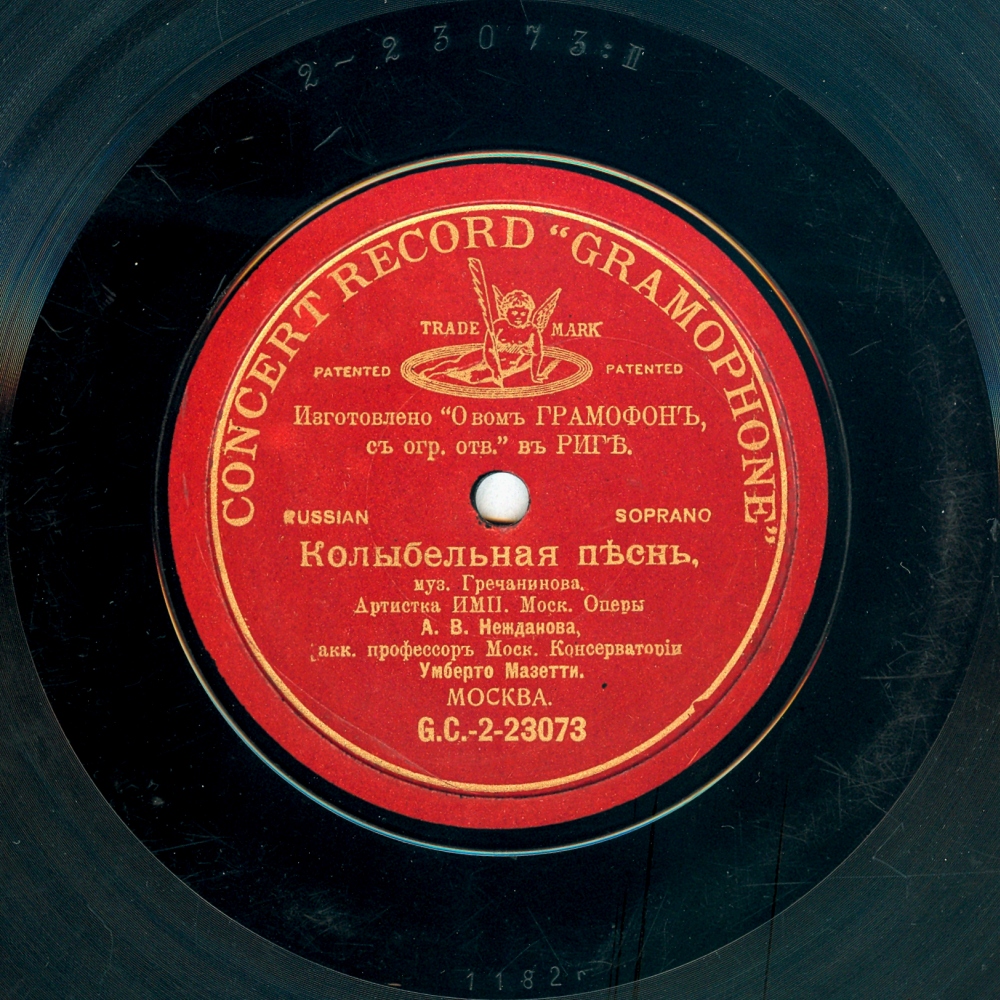 2-23073:II
CONCERT RECORD “GRAMOPHONE”
TRADE MARK
PATENTED PATENTED
Изготовлено “О вомъ ГРАМОФОНЪ,
съ огр. отв.” въ РИГѢ.
RUSSIAN SOPRANO
Колыбельная пѣснь,
муз. Гречанинова.
Артистка ИМП. Моск. Оперы
А. В. Нежданова,
акк. профессоръ Моск. Консерваторіи
Умберто Мазетти.
МОСКВА.
G.C.-2-23073
1182r